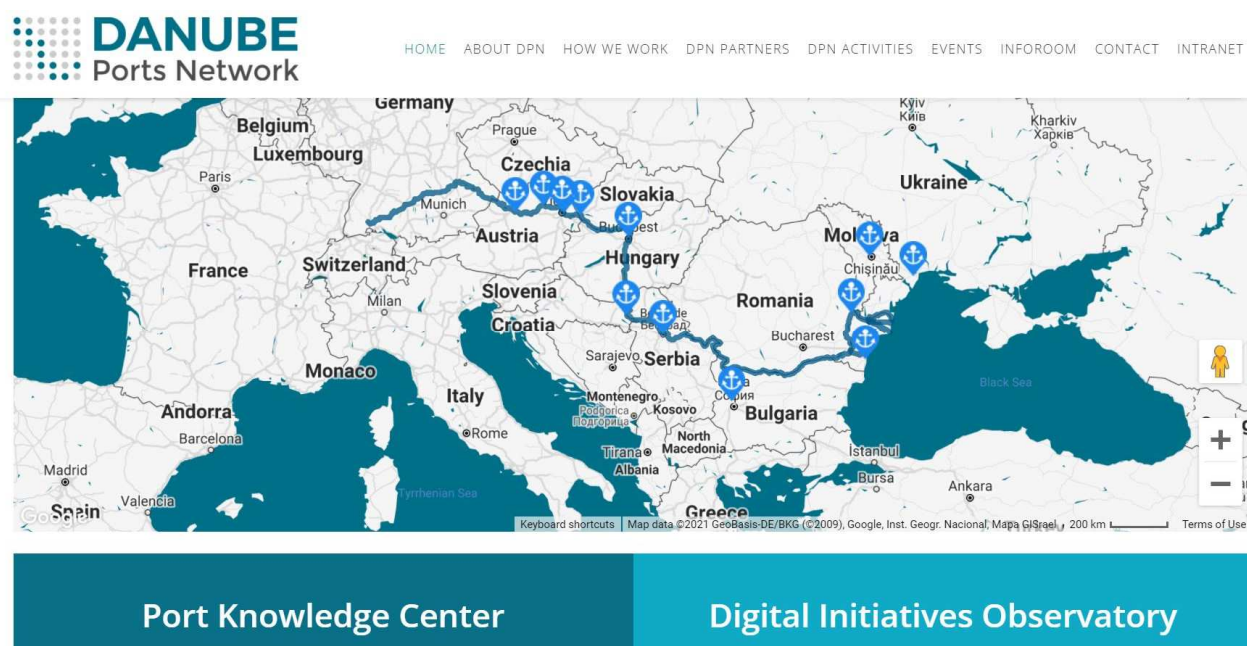 DANUBE
Ports Network
HOME ABOUT DPN HOW WE WORK DPN PARTNERS DPN ACTIVITIES EVENTS INFOROOM CONTACT INTRANET
Germany
Kyiv
Київ
Belgium
Kharkiv
Харків
Prague
Luxembourg
Czechia
Paris
Ukraine
Slovakia
Munich
Austria
Hungary
Chișinău
France
Switzerland
Slovenia
Romania
Milan
Croatia
Bucharest
Sarajevo
Serbia
Monaco
Black Sea
Italy
Montenegro
Podgorica
Подгорица
Kosovo
Bulgaria
Andorra
Barcelona
Rome
North
Macedonia
İstanbul
Tirana
Albania
Madrid
Bursa
Ankara
Tyrrhenian Sea
Valencia
Spain
Greece
Google
Keyboard shortcuts Map data ©2021 GeoBasis-DE/BKG (©2009), Google, Inst. Geogr. Nacional, Mapa GISrael 200 km Terms of Use
Port Knowledge Center
Digital Initiatives Observatory